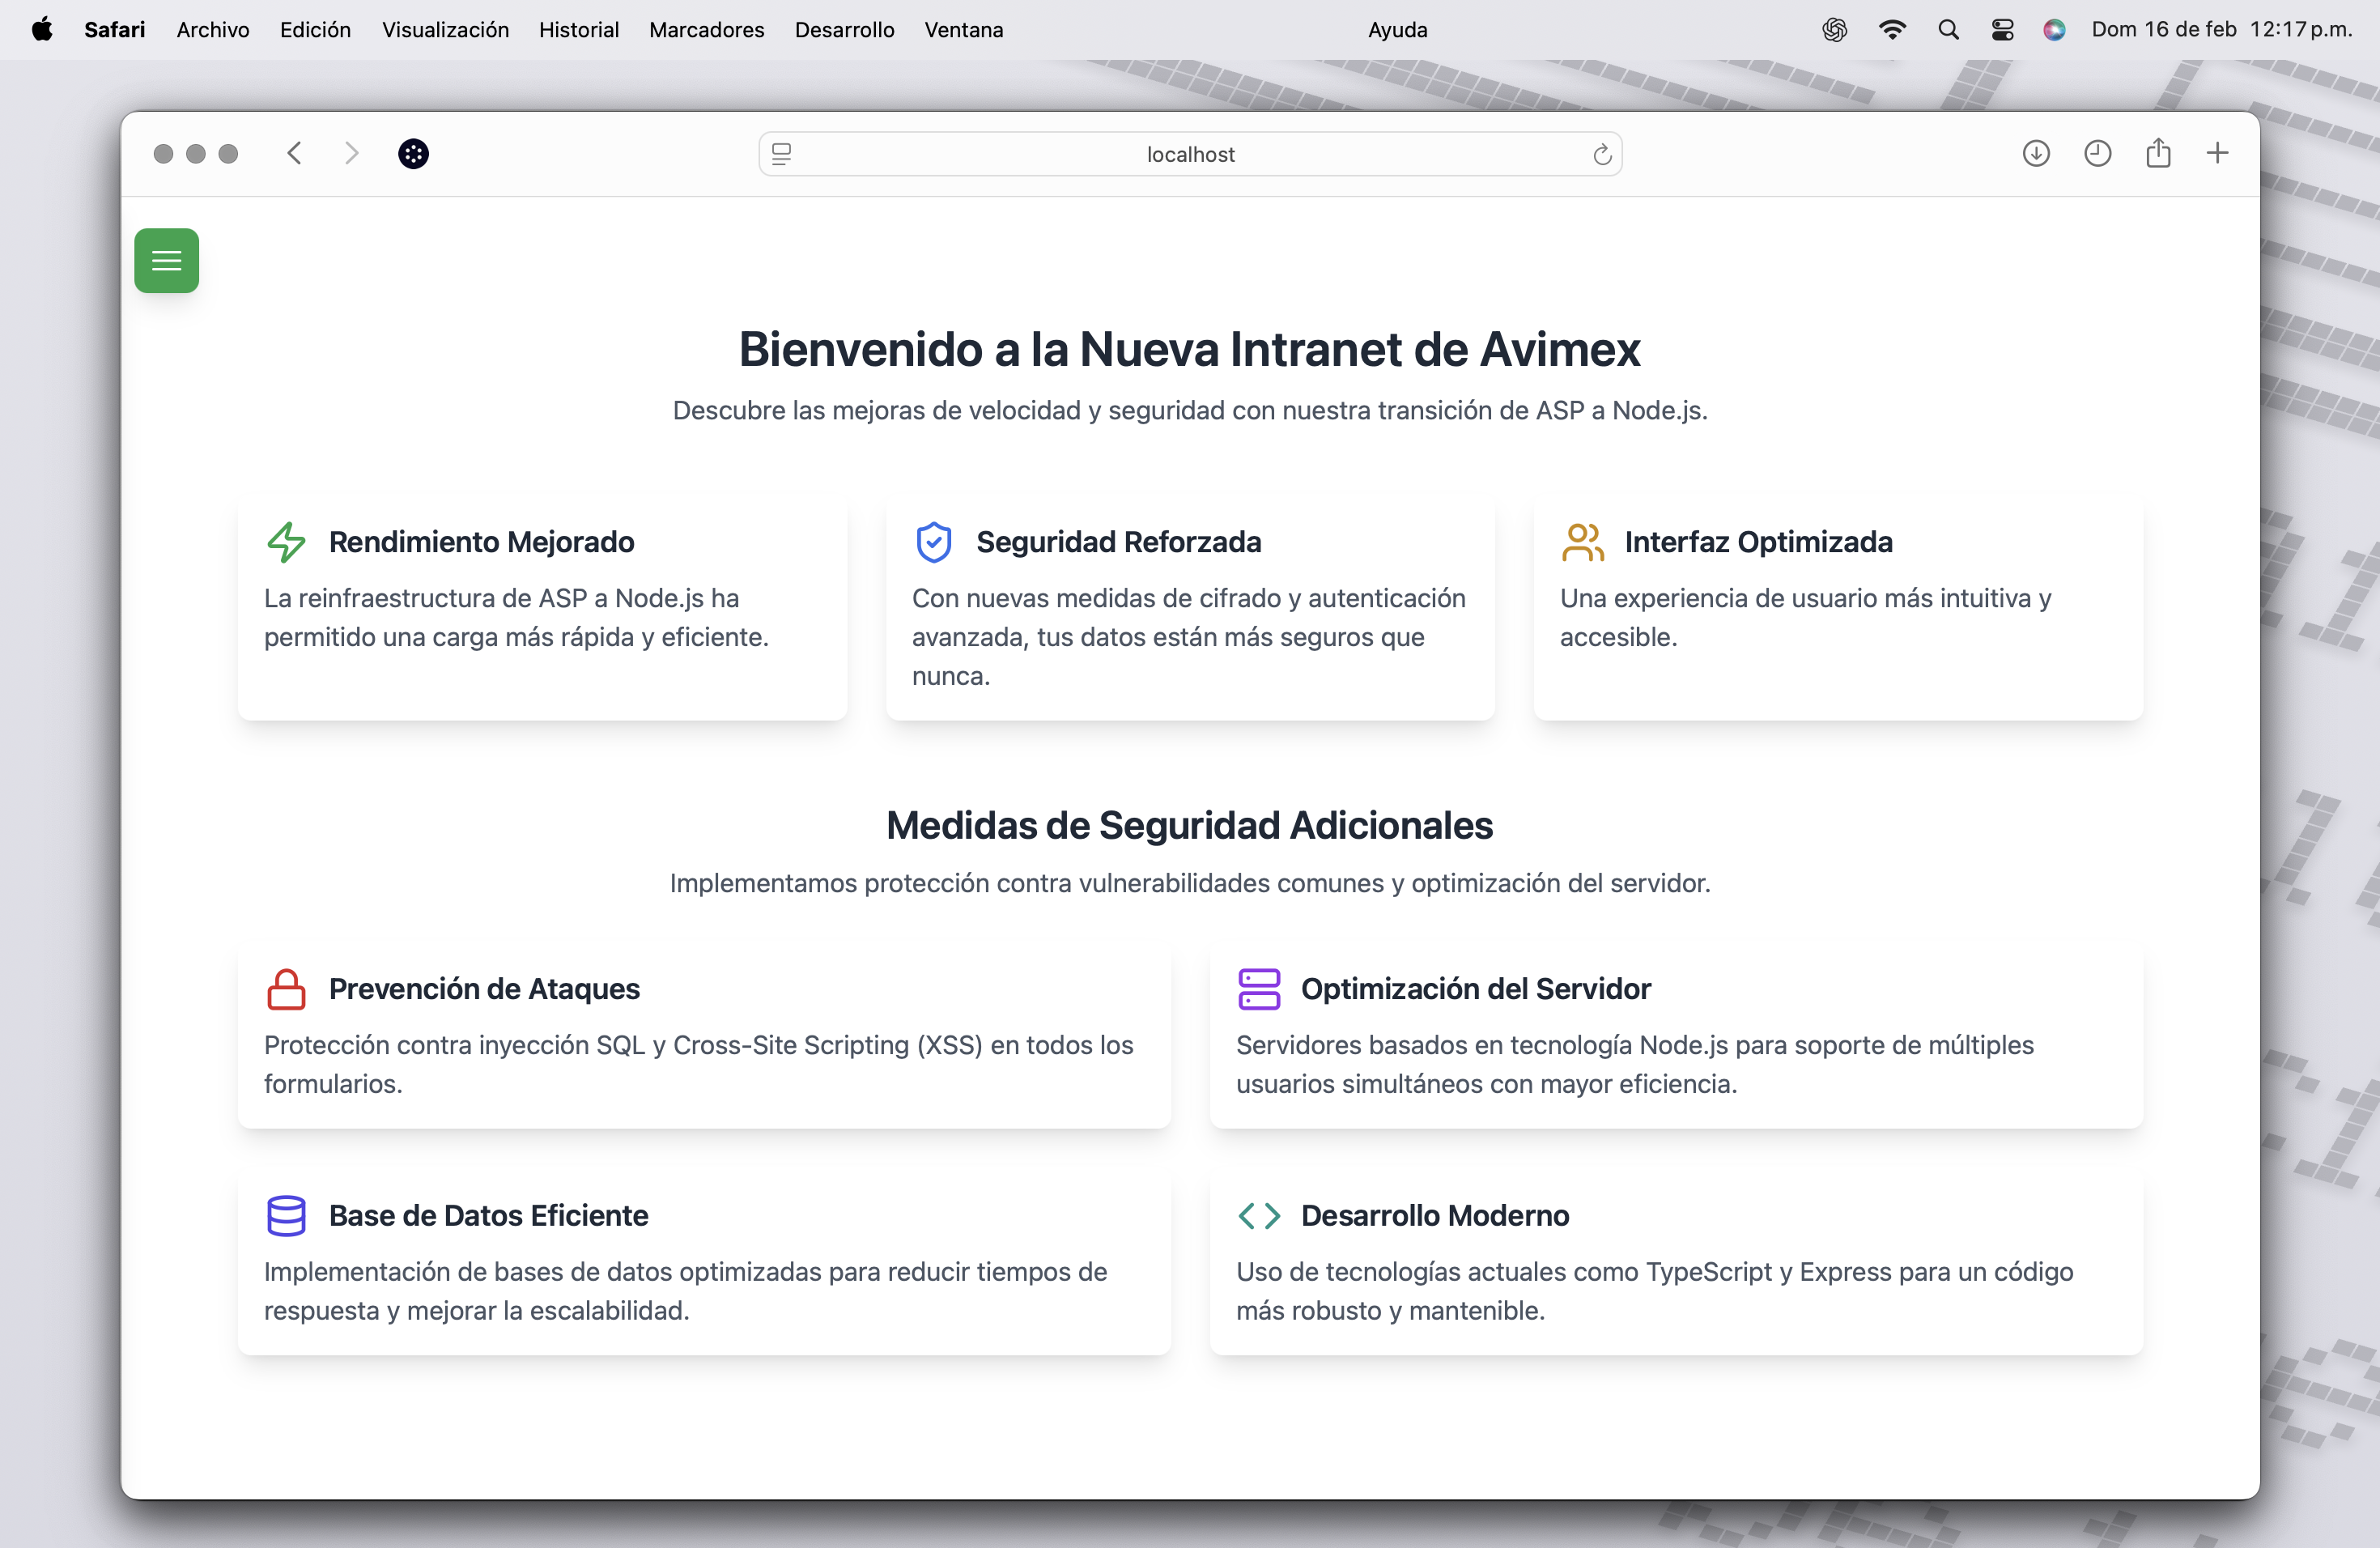 Safari Archivo Edición Visualización Historial Marcadores Desarrollo Ventana Ayuda Dom 16 de feb 12:17 p.m.
localhost
Bienvenido a la Nueva Intranet de Avimex
Descubre las mejoras de velocidad y seguridad con nuestra transición de ASP a Node.js.
Rendimiento Mejorado
La reinfraestructura de ASP a Node.js ha
permitido una carga más rápida y eficiente.
Seguridad Reforzada
Con nuevas medidas de cifrado y autenticación
avanzada, tus datos están más seguros que
nunca.
Interfaz Optimizada
Una experiencia de usuario más intuitiva y
accesible.
Medidas de Seguridad Adicionales
Implementamos protección contra vulnerabilidades comunes y optimización del servidor.
Prevención de Ataques
Protección contra inyección SQL y Cross-Site Scripting (XSS) en todos los
formularios.
Optimización del Servidor
Servidores basados en tecnología Node.js para soporte de múltiples
usuarios simultáneos con mayor eficiencia.
Base de Datos Eficiente
Implementación de bases de datos optimizadas para reducir tiempos de
respuesta y mejorar la escalabilidad.
Desarrollo Moderno
Uso de tecnologías actuales como TypeScript y Express para un código
más robusto y mantenible.